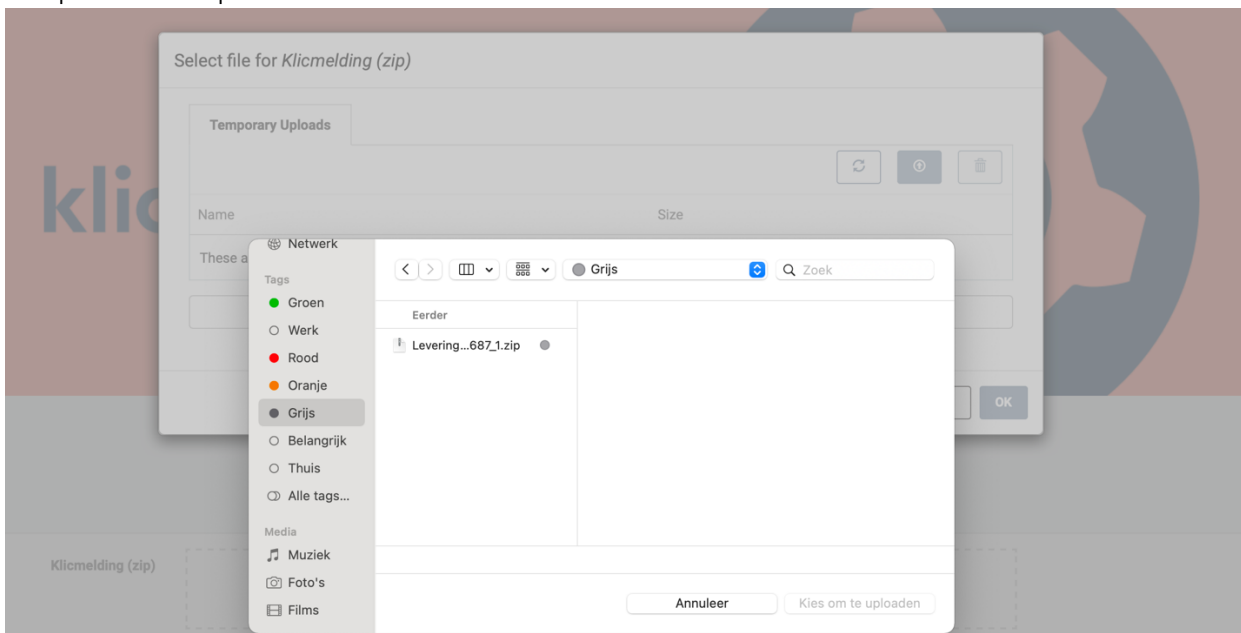 Select file for Klicmelding (zip)
Temporary Uploads
klic
Name Size
These a
Netwerk
Tags
Groen
Werk
Rood
Oranje
Grijs
Belangrijk
Thuis
Alle tags...
Media
Muziek
Foto's
Films
Grijs
Zoek
Eerder
Levering...687_1.zip
Annuleer
Kies om te uploaden
OK
Klicmelding (zip)